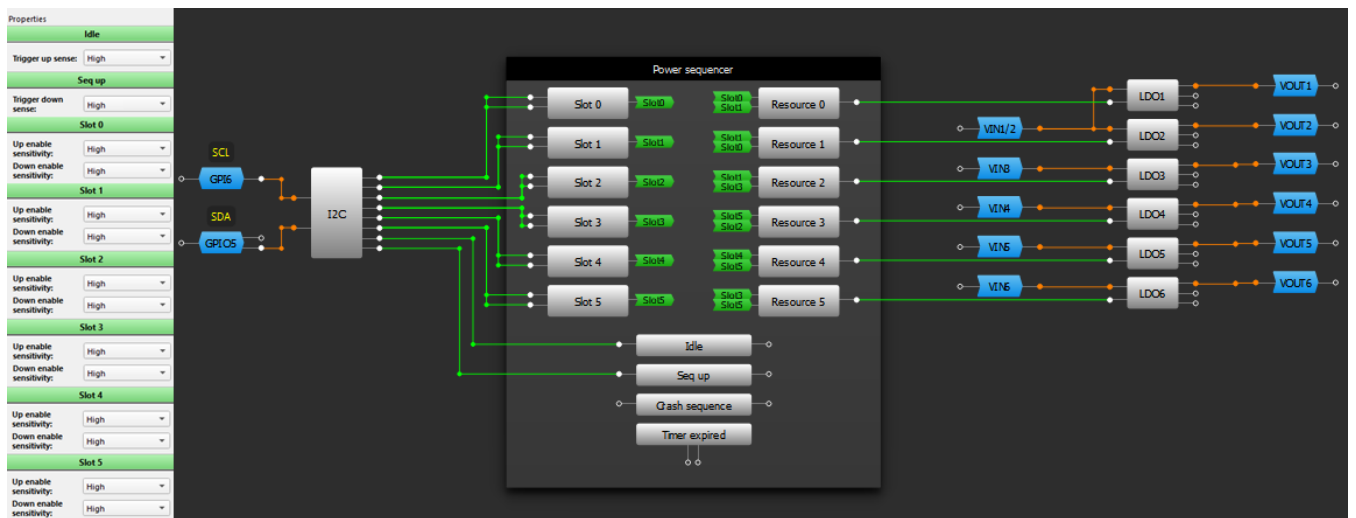 Properties
Idle
Trigger up sense: High
Seq up
Trigger down
sense: High
Slot 0
Up enable
sensitivity: High
Down enable
sensitivity: High
Slot 1
Up enable
sensitivity: High
Down enable
sensitivity: High
Slot 2
Up enable
sensitivity: High
Down enable
sensitivity: High
Slot 3
Up enable
sensitivity: High
Down enable
sensitivity: High
Slot 4
Up enable
sensitivity: High
Down enable
sensitivity: High
Slot 5
Up enable
sensitivity: High
Down enable
sensitivity: High
SCL
GPI6
SDA
GPIO5
I2C
Power sequencer
Slot 0
Slot0
Slot0
Slot1
Resource 0
Slot 1
Slot1
Slot1
Slot0
Resource 1
Slot 2
Slot2
Slot1
Slot3
Resource 2
Slot 3
Slot3
Slot5
Slot2
Resource 3
Slot 4
Slot4
Slot4
Slot5
Resource 4
Slot 5
Slot5
Slot3
Slot5
Resource 5
Idle
Seq up
Crash sequence
Timer expired
VIN1/2
VIN3
VIN4
VIN5
VIN6
LDO1
LDO2
LDO3
LDO4
LDO5
LDO6
VOUT1
VOUT2
VOUT3
VOUT4
VOUT5
VOUT6